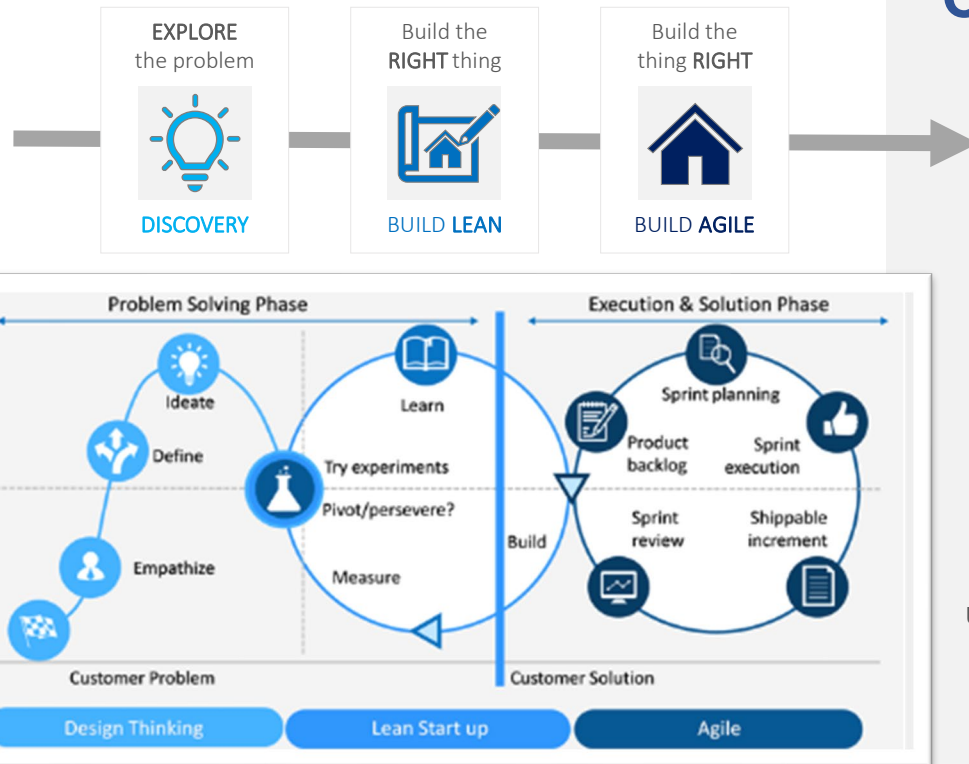 EXPLORE
the problem
DISCOVERY
Build the
RIGHT thing
BUILD LEAN
Build the
thing RIGHT
BUILD AGILE
Problem Solving Phase
Execution & Solution Phase
Ideate
Define
Empathize
Learn
Try experiments
Pivot/persevere?
Measure
Build
Sprint planning
Product
backlog
Sprint
execution
Sprint
review
Shippable
increment
Customer Problem
Customer Solution
Design Thinking
Lean Start up
Agile